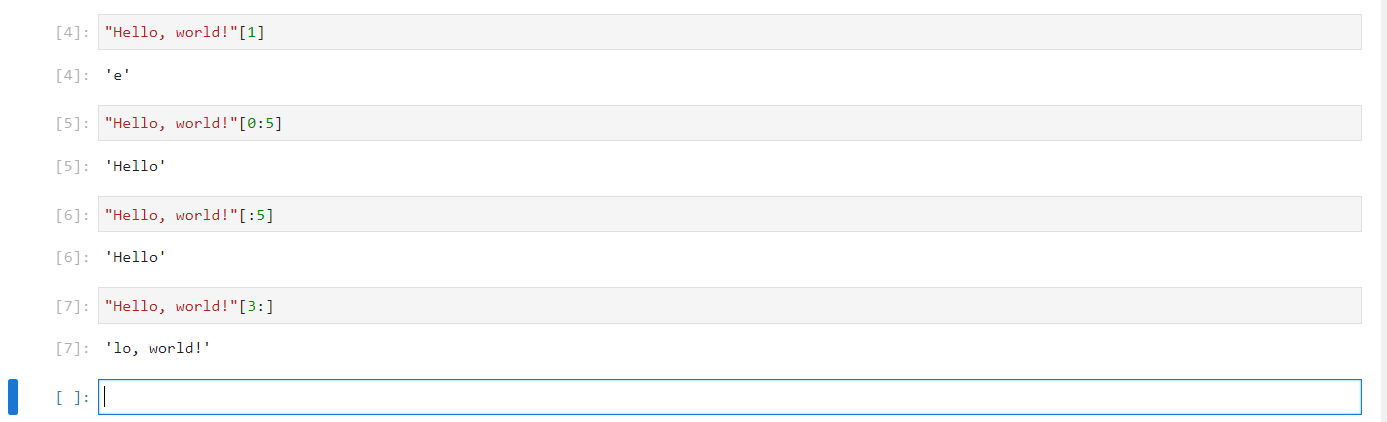 [4]: "Hello, world!"[1]
[4]: 'e'
[5]: "Hello, world!"[0:5]
[5]: 'Hello'
[6]: "Hello, world!"[:5]
[6]: 'Hello'
[7]: "Hello, world!"[3:]
[7]: 'lo, world!'
[ ]: